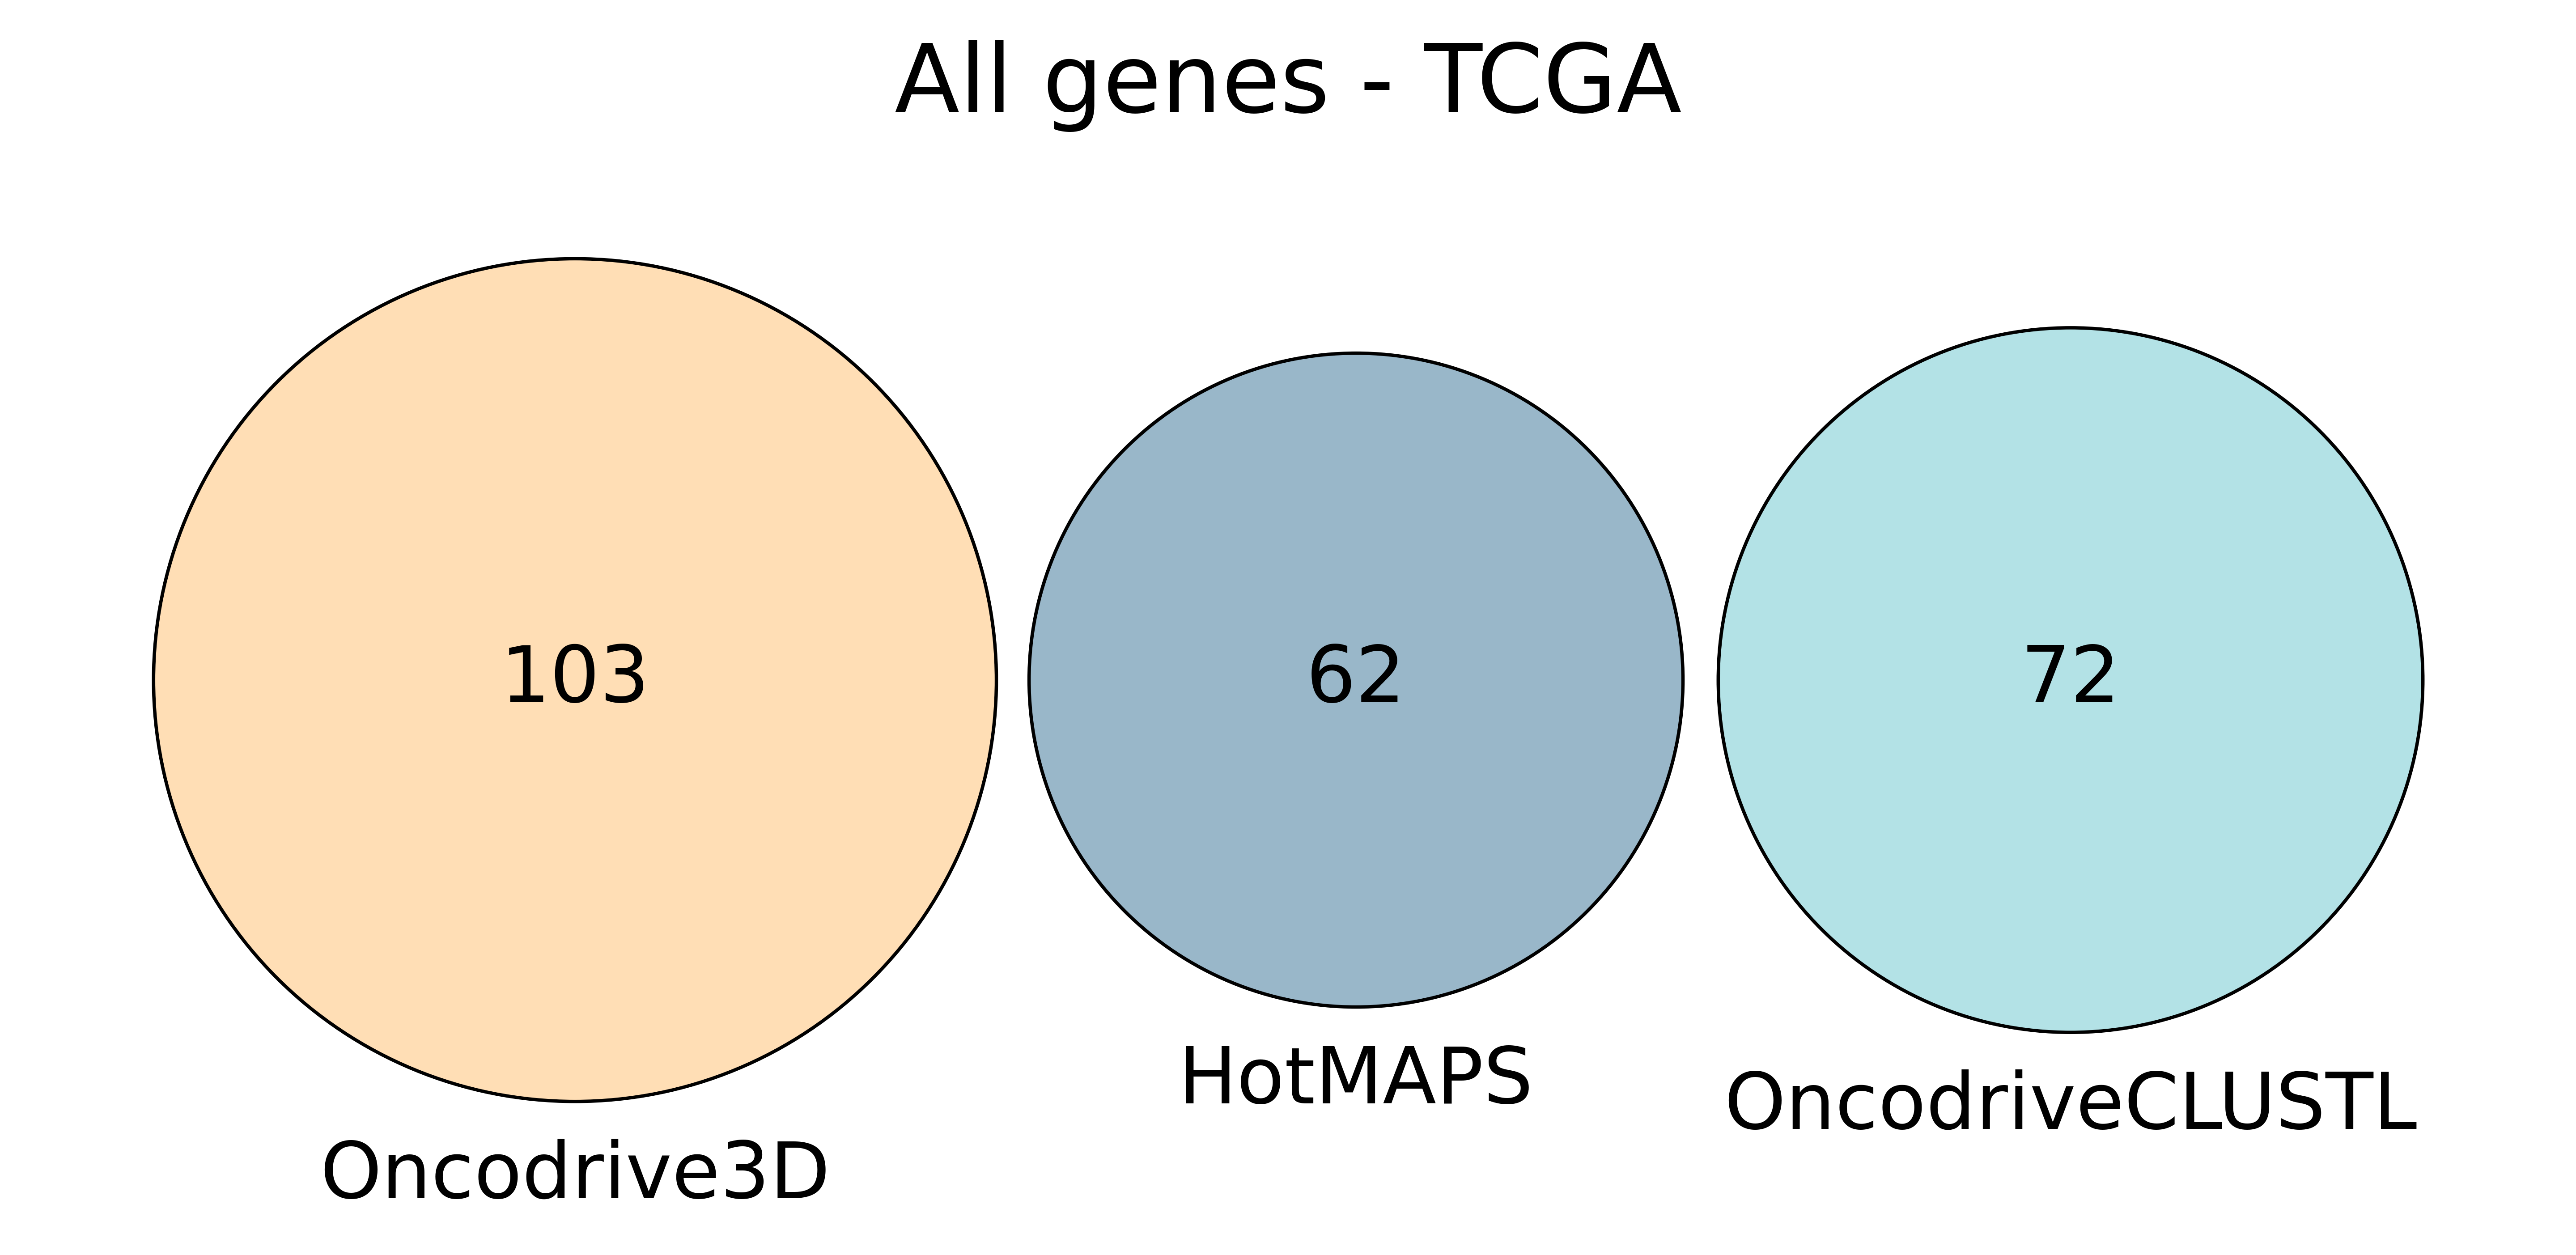 All genes - TCGA
103
62
72
HotMAPS
OncodriveCLUSTL
Oncodrive3D